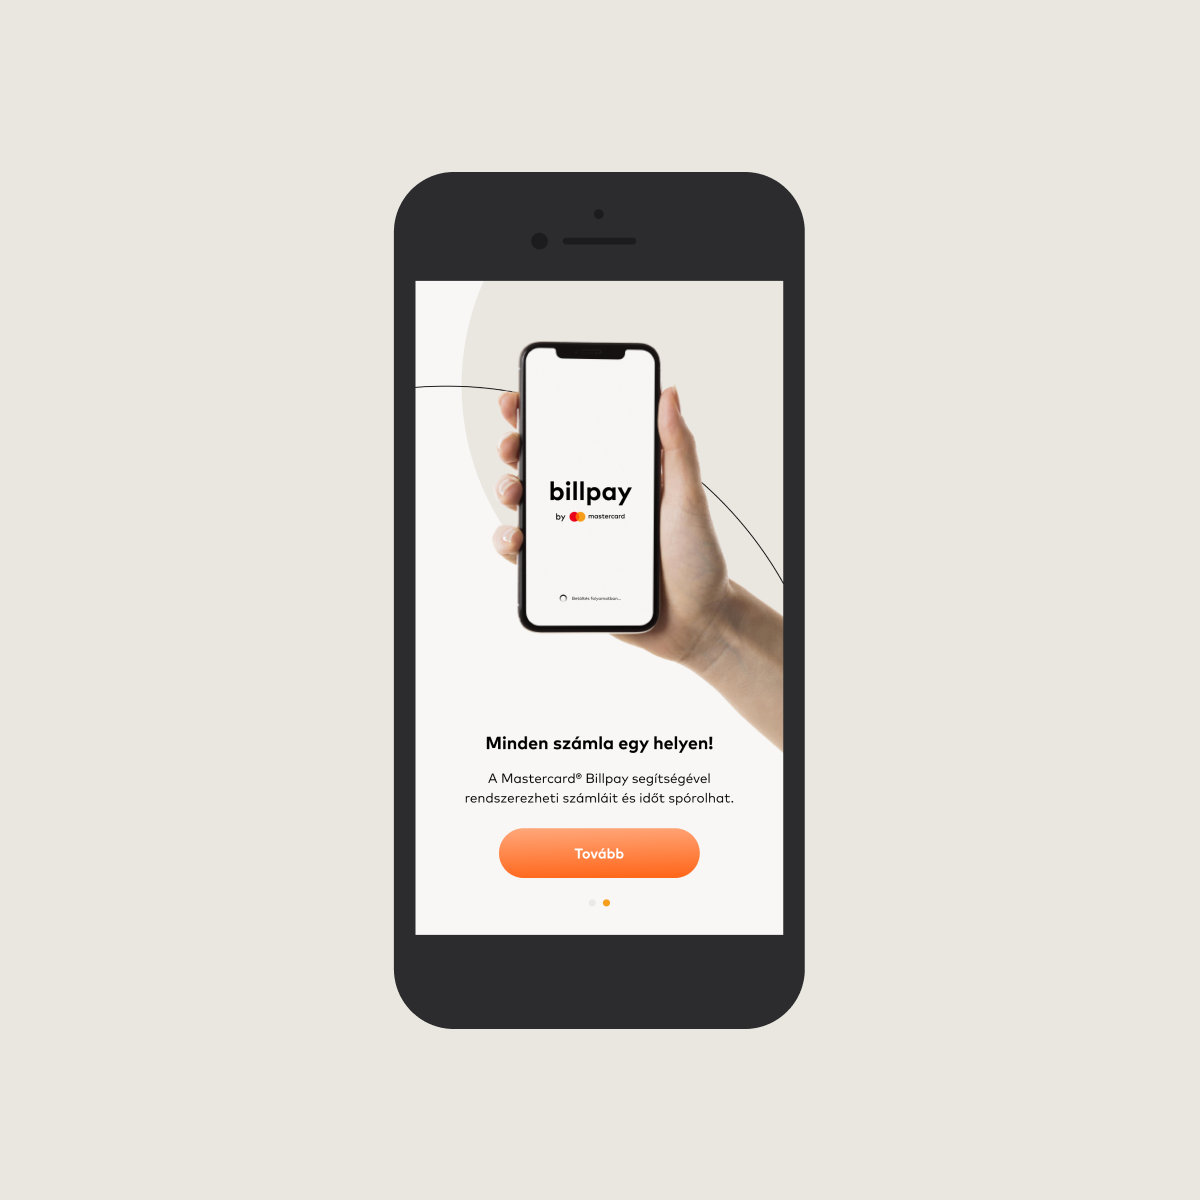 billpay
by mastercard
Betöltés folyamatban...
Minden számla egy helyen!
A Mastercard® Billpay segítségével
rendszerezheti számláit és időt spórolhat.
Tovább